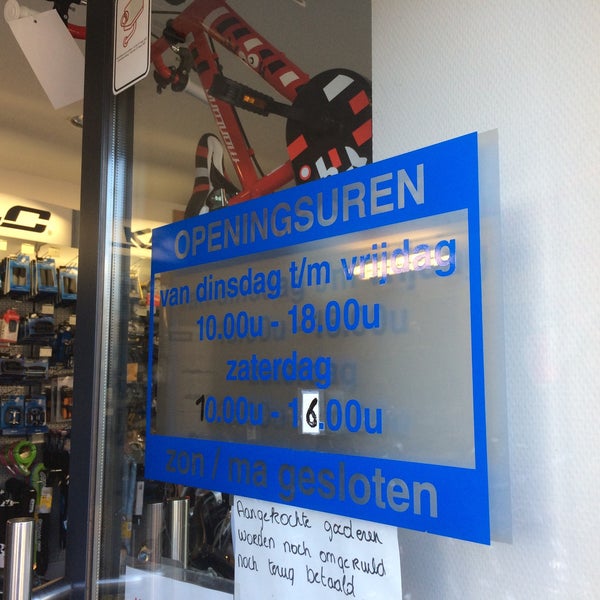 OPENINGSUREN
van dinsdag t/m vrijdag
10.00u - 18.00u
zaterdag
10.00u - 16.00u
zon / ma gesloten
Aangekochte goederen
worden noch omgeruild
noch terug betaald